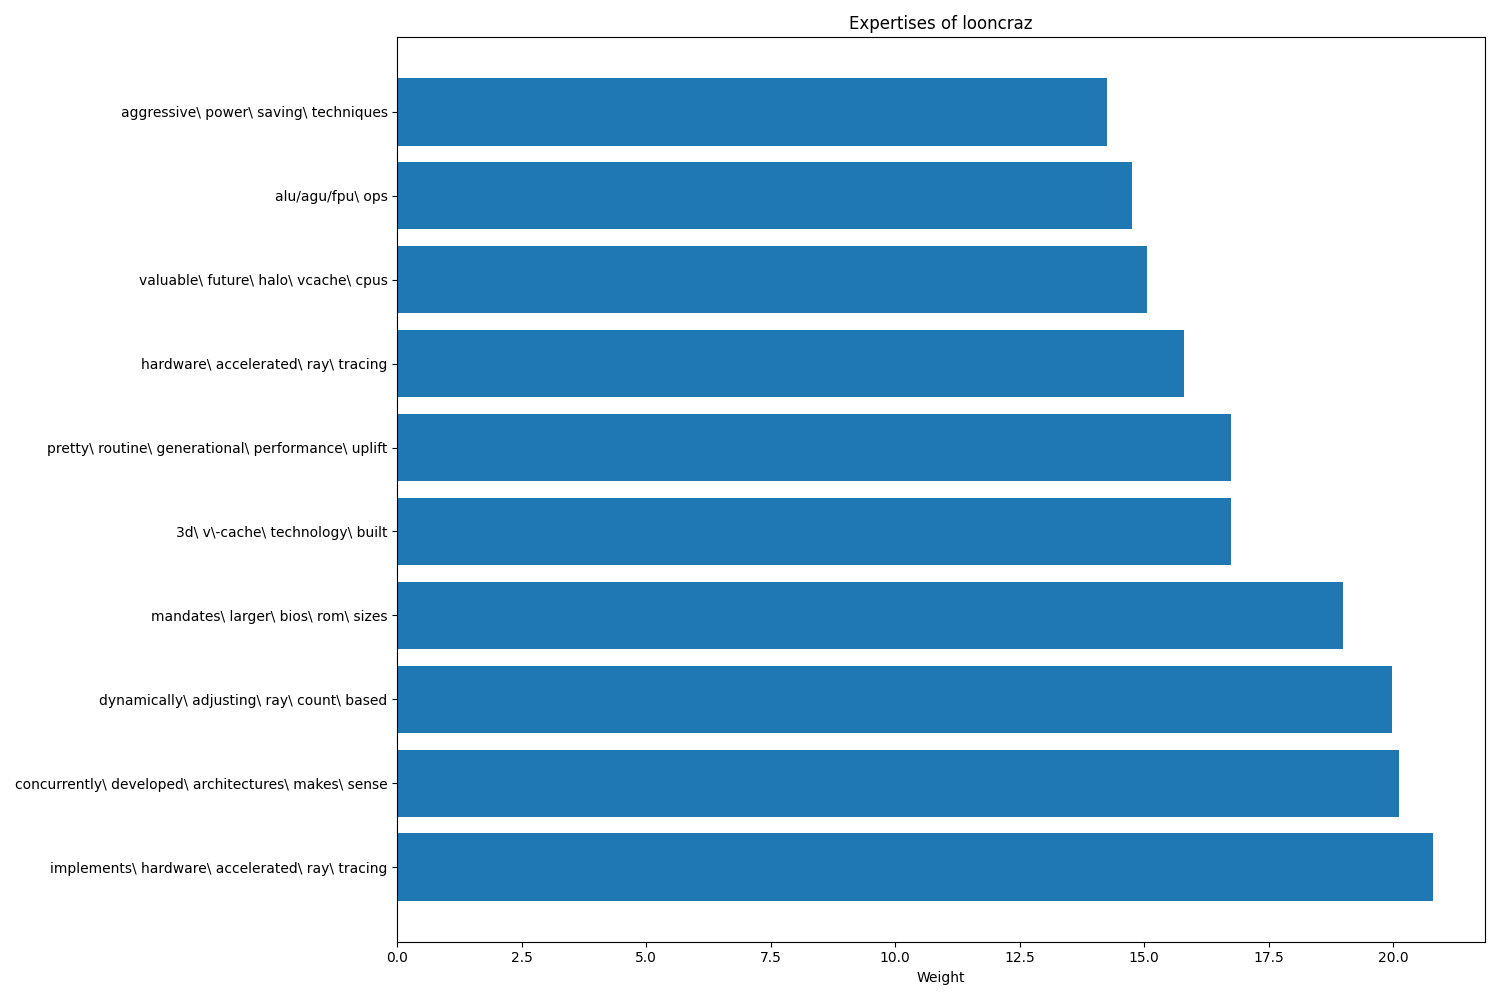 Expertises of looncraz
aggressive\ power\ saving\ techniques
alu/agu/fpu\ ops
valuable\ future\ halo\ vcache\ cpus
hardware\ accelerated\ ray\ tracing
pretty\ routine\ generational\ performance\ uplift
3d\ v\-cache\ technology\ built
mandates\ larger\ bios\ rom\ sizes
dynamically\ adjusting\ ray\ count\ based
concurrently\ developed\ architectures\ makes\ sense
implements\ hardware\ accelerated\ ray\ tracing
0.0 2.5 5.0 7.5 10.0 12.5 15.0 17.5 20.0
Weight